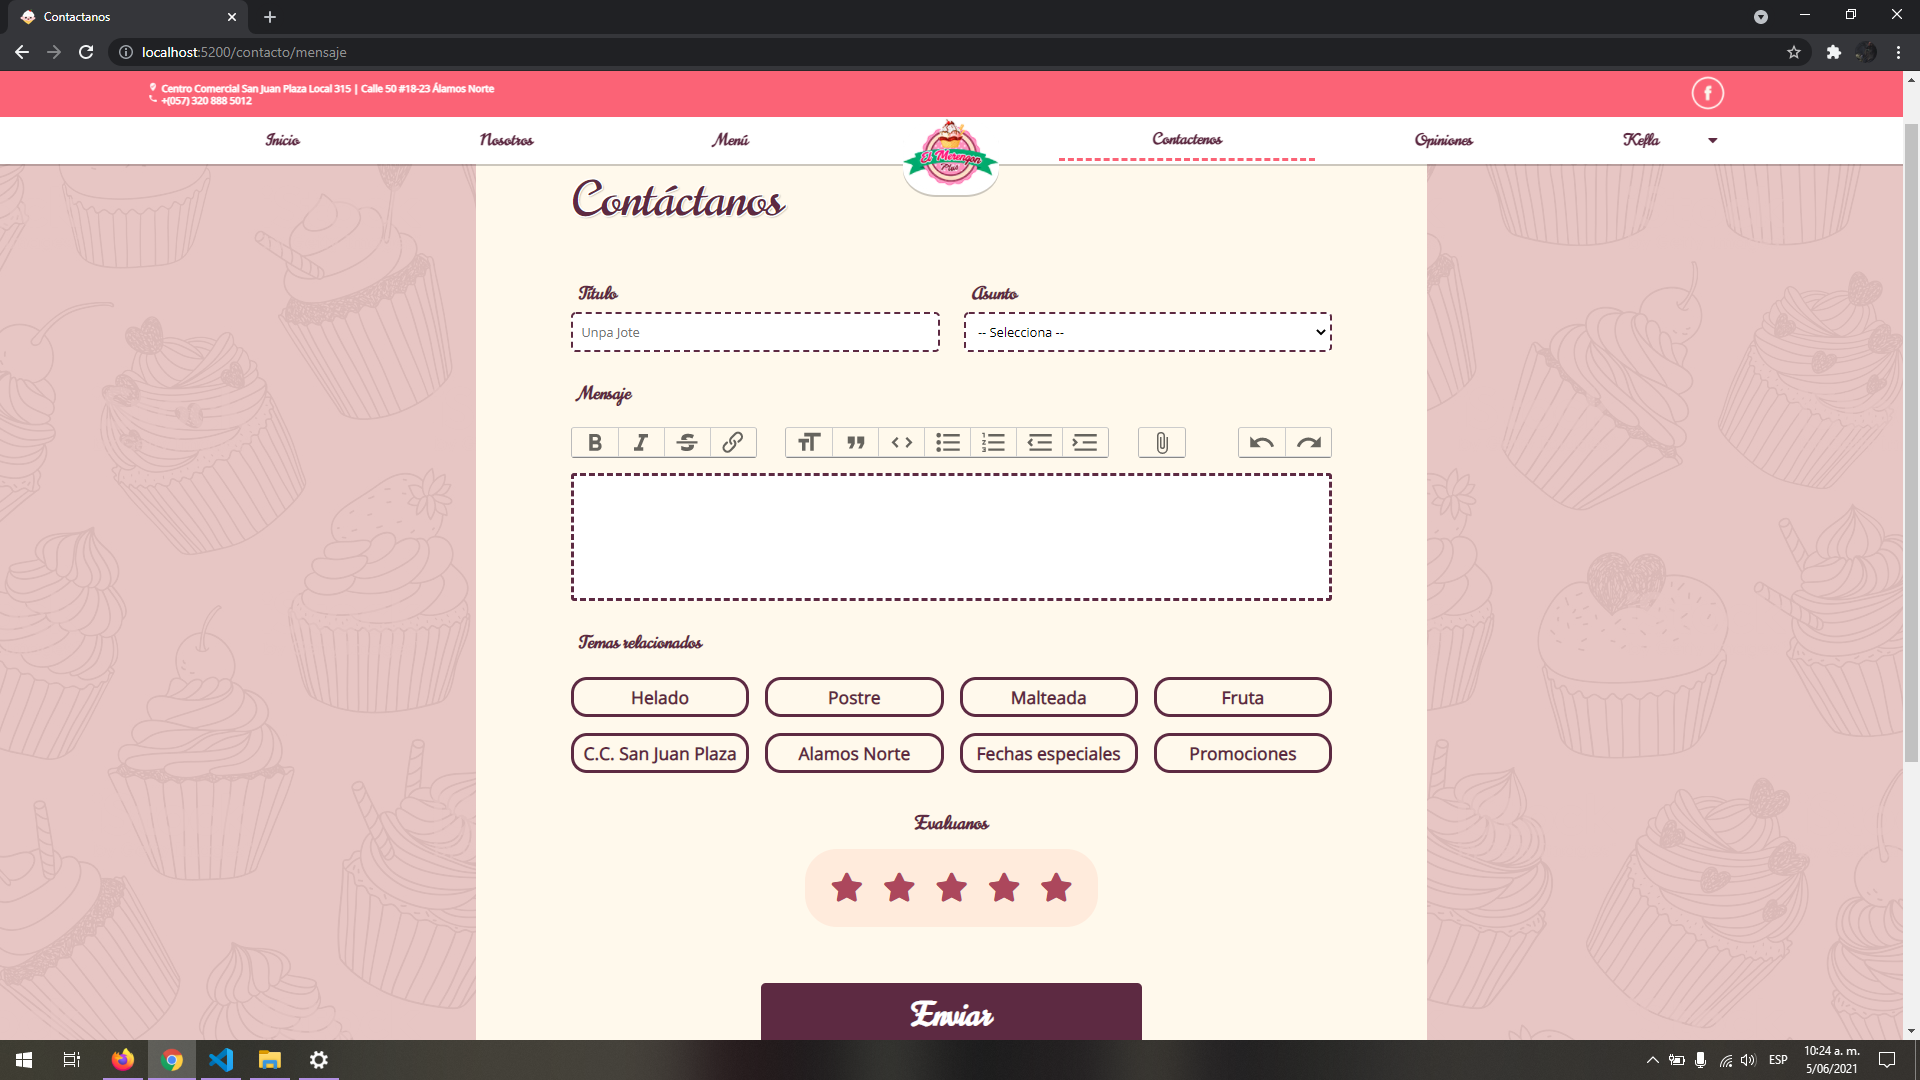 Contactanos
localhost:5200/contacto/mensaje
Centro Comercial San Juan Plaza Local 315 | Calle 50 #18-23 Álamos Norte
+(057) 320 888 5012
Inicio
Nosotros
Menú
El Merengon
Plus
Contactenos
Opiniones
Kefla
Contáctanos
Título
Asunto
Unpa Jote
-- Selecciona --
Mensaje
Temas relacionados
Helado
Postre
Malteada
Fruta
C.C. San Juan Plaza
Alamos Norte
Fechas especiales
Promociones
Evaluanos
Enviar
ESP
10:24 a. m.
5/06/2021